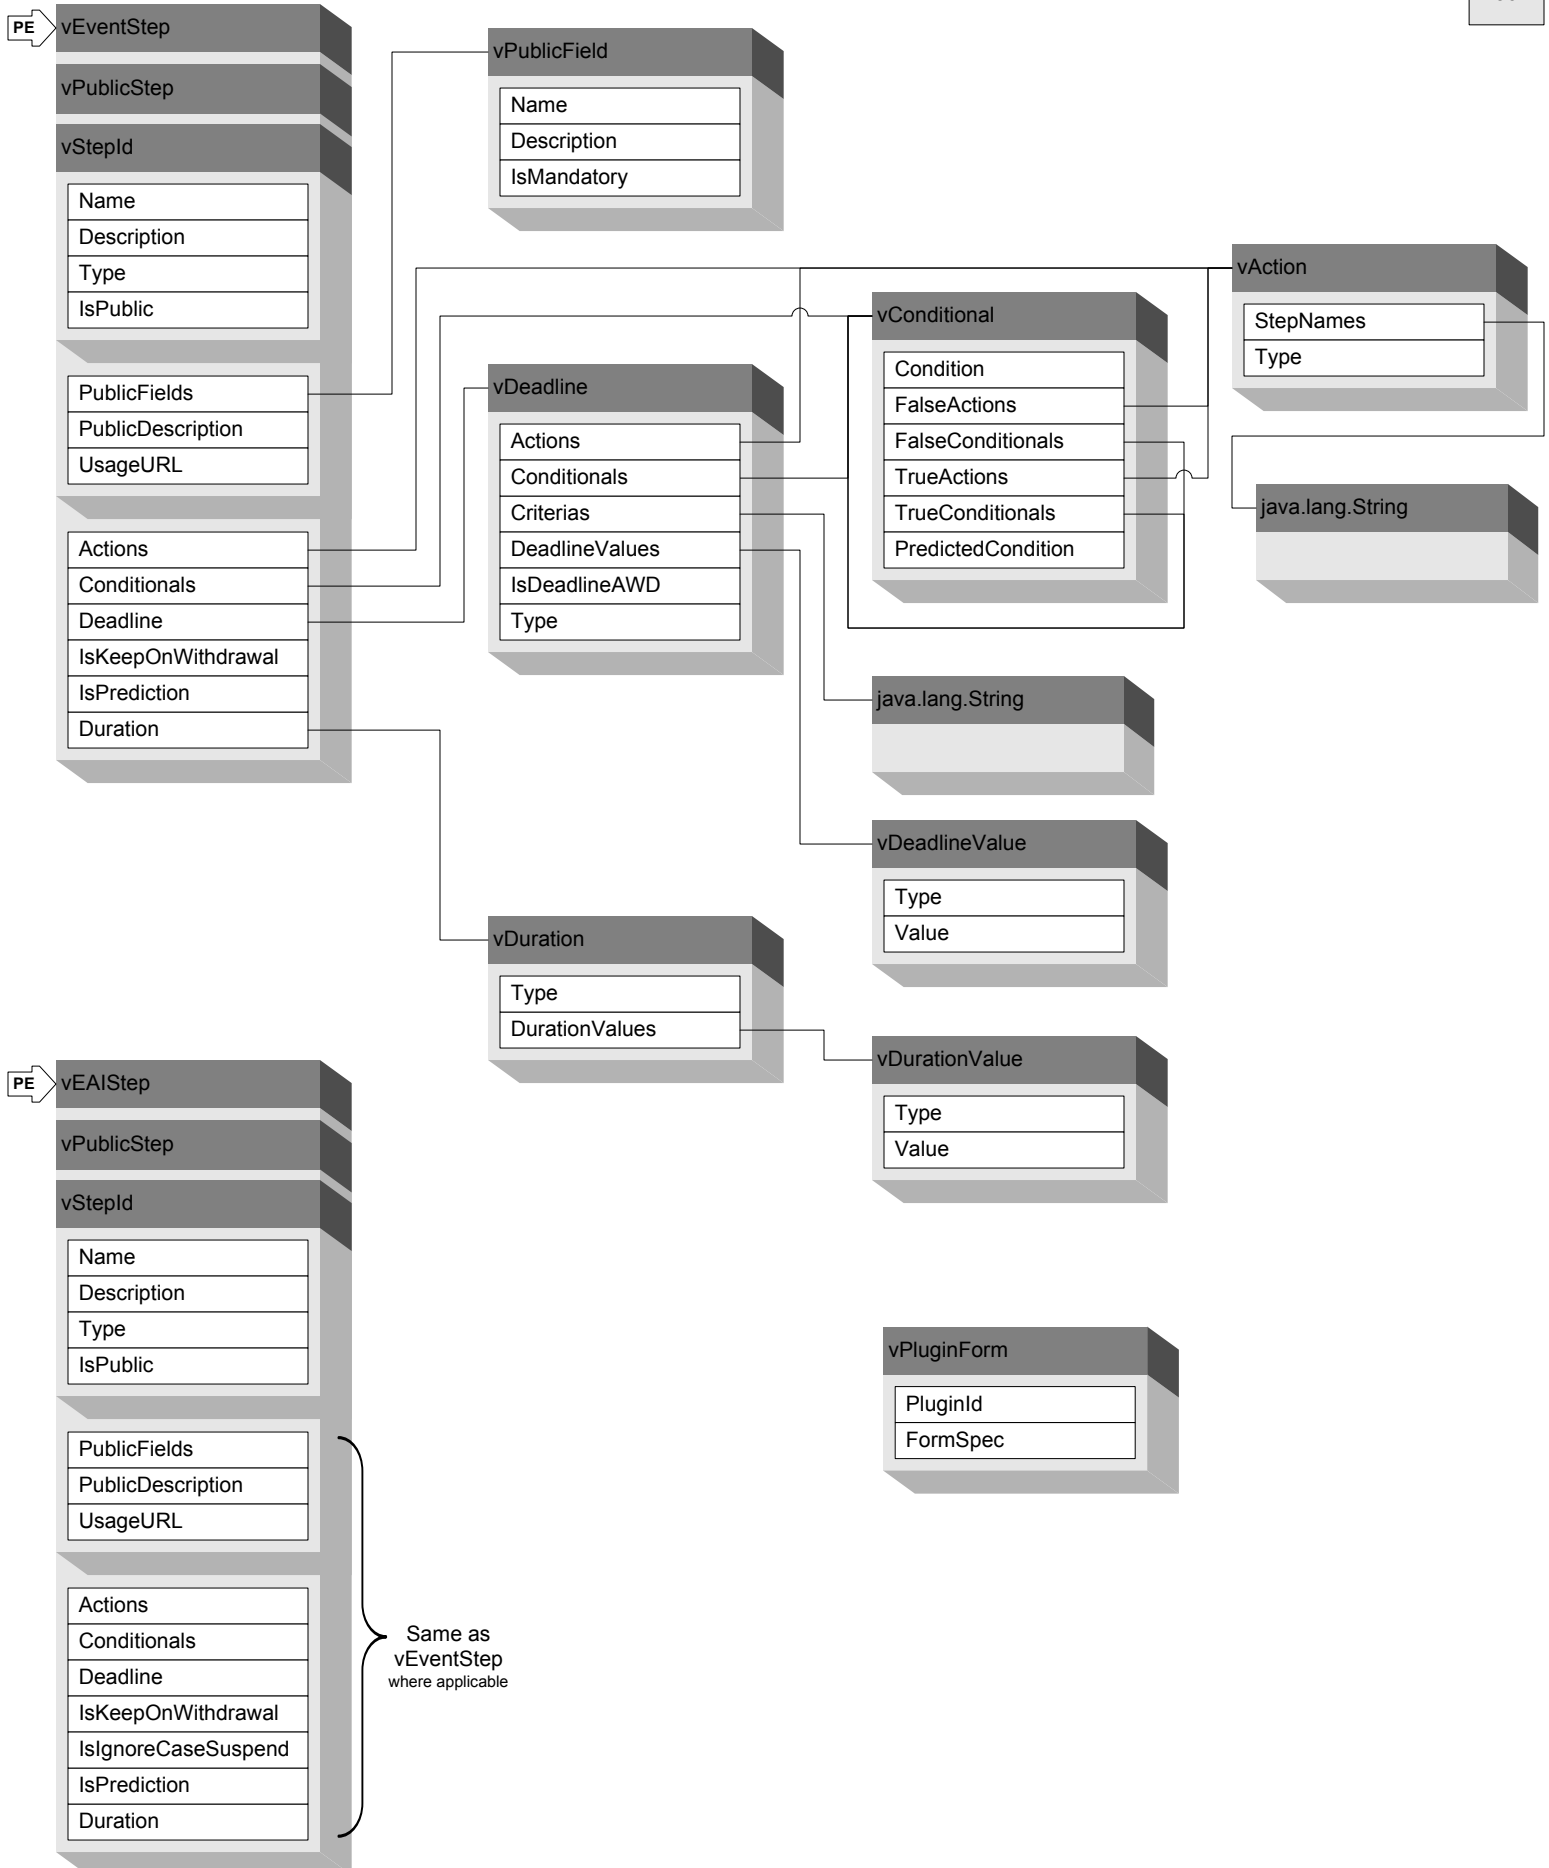 PE
vEventStep
vPublicStep
vStepId
Name
Description
Type
IsPublic
PublicFields
PublicDescription
UsageURL
Actions
Conditionals
Deadline
IsKeepOnWithdrawal
IsPrediction
Duration
vPublicField
Name
Description
IsMandatory
vDeadline
Actions
Conditionals
Criterias
DeadlineValues
IsDeadlineAWD
Type
vConditional
Condition
FalseActions
FalseConditionals
TrueActions
TrueConditionals
PredictedCondition
vAction
StepNames
Type
java.lang.String
java.lang.String
vDeadlineValue
Type
Value
vDuration
Type
DurationValues
vDurationValue
Type
Value
PE
vEAIStep
vPublicStep
vStepId
Name
Description
Type
IsPublic
PublicFields
PublicDescription
UsageURL
Actions
Conditionals
Deadline
IsKeepOnWithdrawal
IsIgnoreCaseSuspend
IsPrediction
Duration
Same as
vEventStep
where applicable
vPluginForm
PluginId
FormSpec